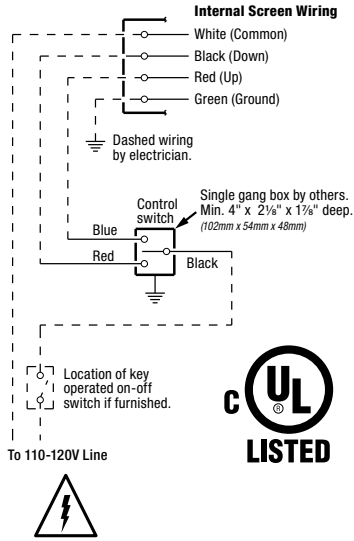 Internal Screen Wiring
White (Common)
Black (Down)
Red (Up)
Green (Ground)
Dashed wiring
by electrician.
Single gang box by others.
Min. 4" x 2⅛" x 1⅞" deep.
(102mm x 54mm x 48mm)
Control
switch
Blue
Red
Black
Location of key
operated on-off
switch if furnished.
To 110-120V Line
C UL ®
LISTED